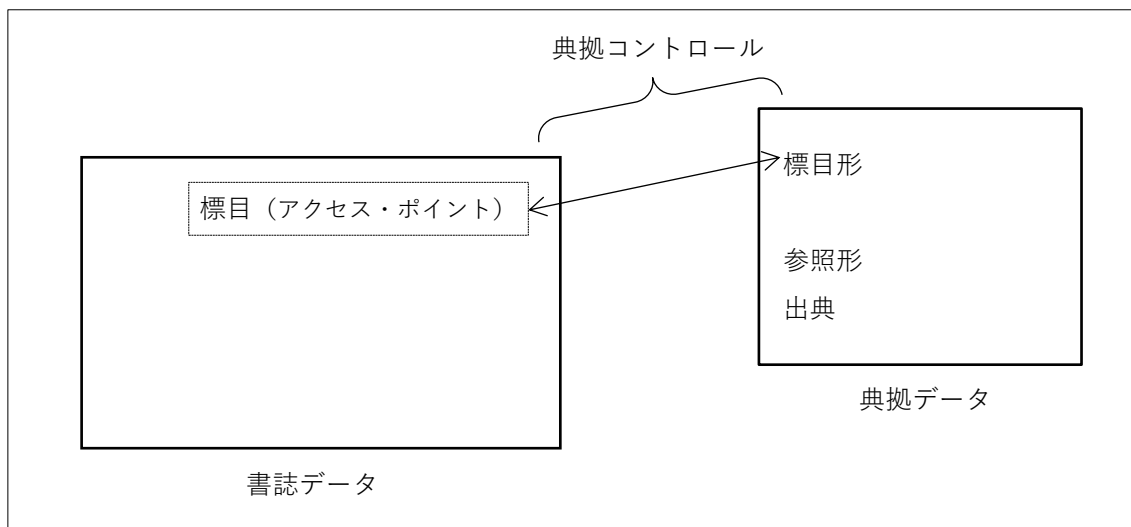 典拠コントロール
標目形
標目（アクセス・ポイント）
参照形
出典
典拠データ
書誌データ